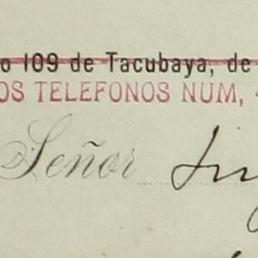 o 109 de Tacubaya, de
OS TELEFONOS NUM,
Señor